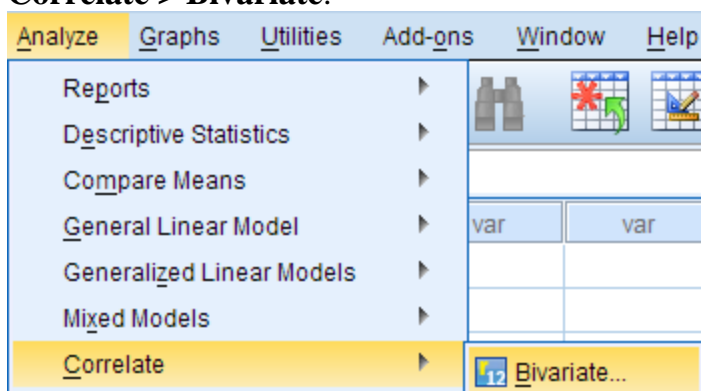 Correlate > Bivariate.
Analyze Graphs Utilities Add-ons Window Help
Reports
Descriptive Statistics
Compare Means
General Linear Model
var var
Generalized Linear Models
Mixed Models
Correlate
12 Bivariate...